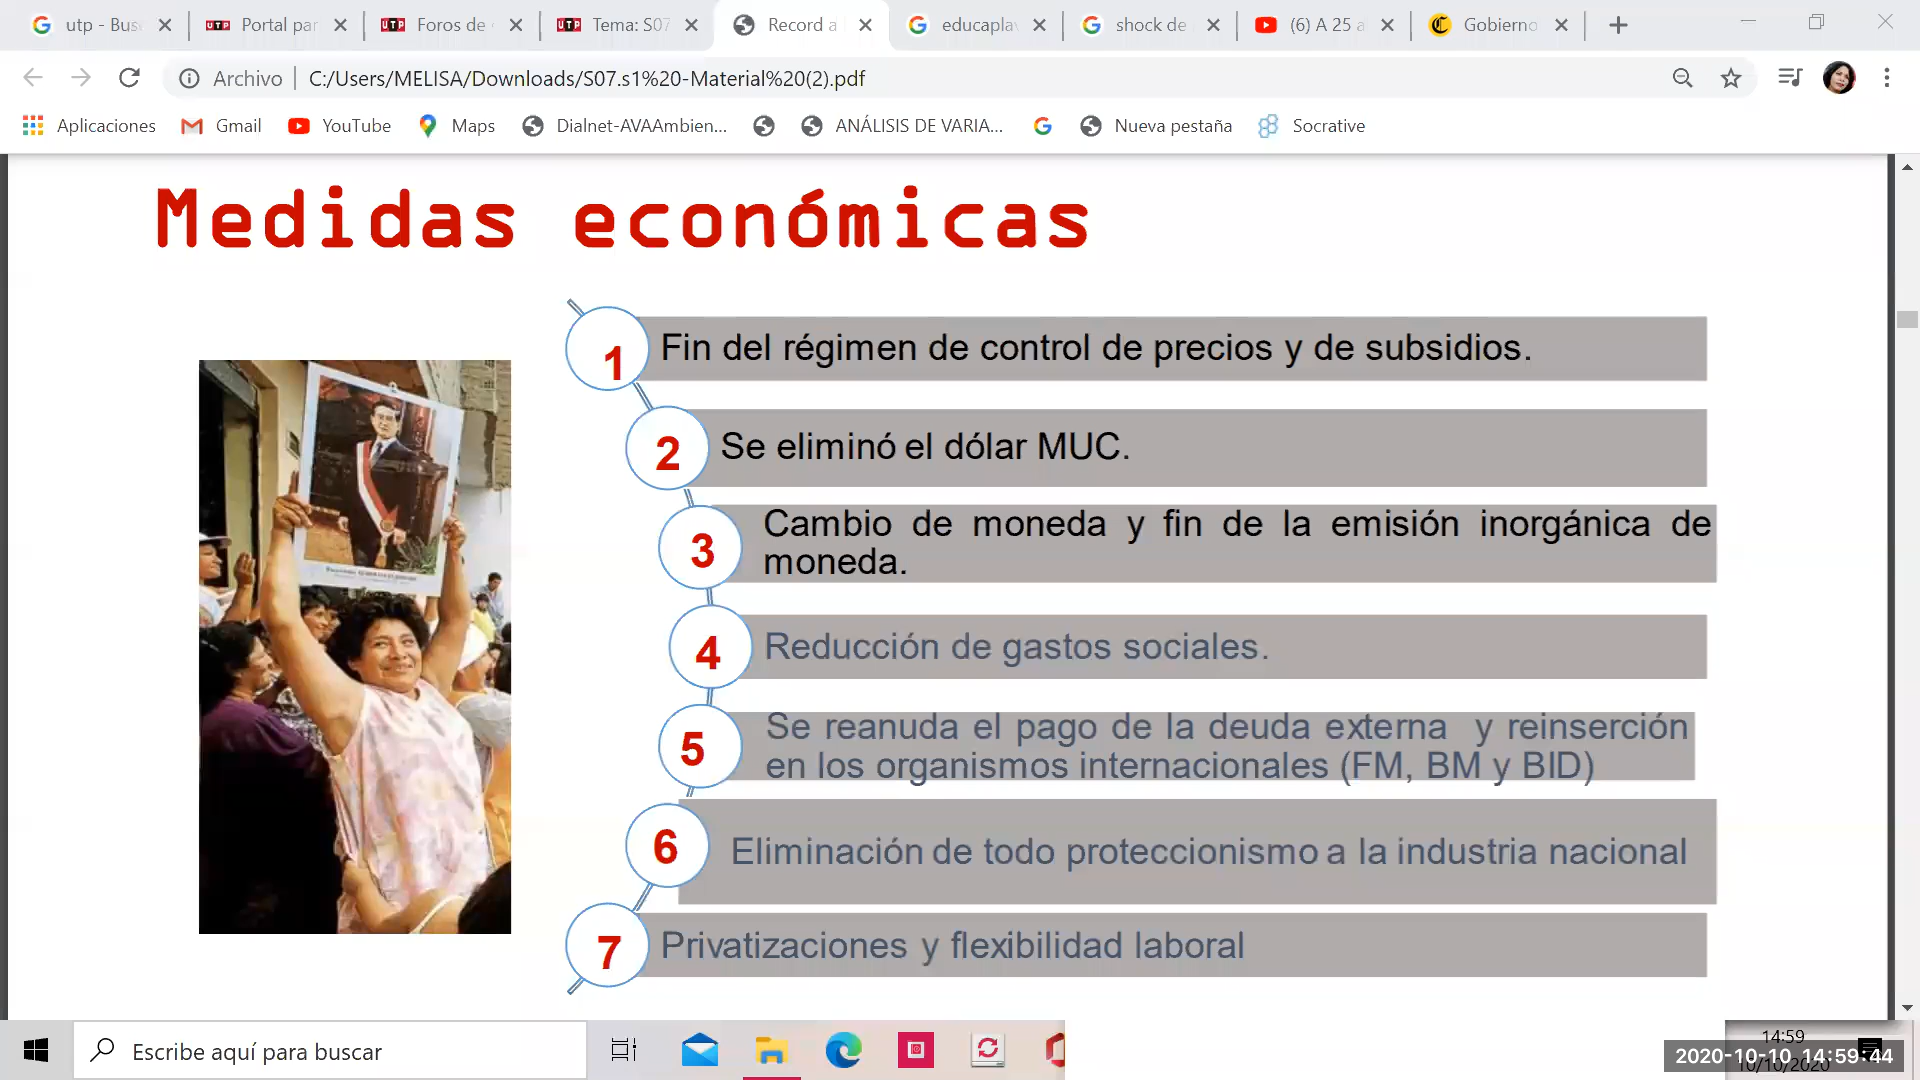 utp - Bus
Portal par
Foros de
Tema: S07
Record a
educaplay
shock de
(6) A 25 a
Gobierno
Archivo
C:/Users/MELISA/Downloads/S07.s1%20-Material%20(2).pdf
Aplicaciones
Gmail
YouTube
Maps
Dialnet-AVAAmbien...
ANÁLISIS DE VARIA...
Nueva pestaña
Socrative
Medidas económicas
1
Fin del régimen de control de precios y de subsidios.
2
Se eliminó el dólar MUC.
3
Cambio de moneda y fin de la emisión inorgánica de
moneda.
4
Reducción de gastos sociales.
5
Se reanuda el pago de la deuda externa y reinserción
en los organismos internacionales (FM, BM y BID)
6
Eliminación de todo proteccionismo a la industria nacional
7
Privatizaciones y flexibilidad laboral
Escribe aquí para buscar
14:59
2020-10-10 14:59:44
10/10/2020